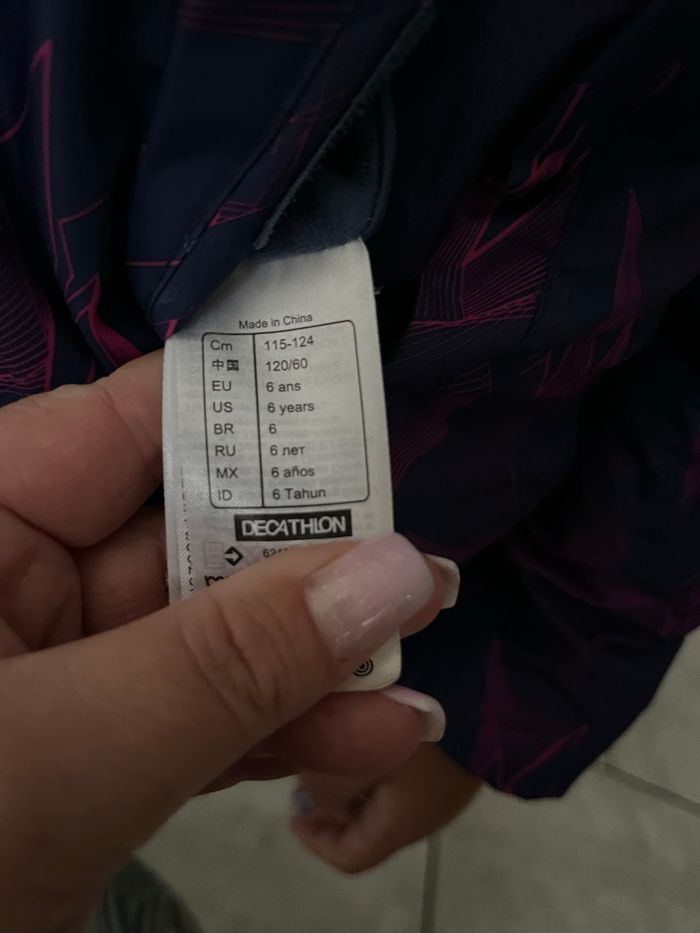 Made in China
Cm 115-124
中国 120/60
EU 6 ans
US 6 years
BR 6
RU 6 лет
MX 6 años
ID 6 Tahun
DECATHLON